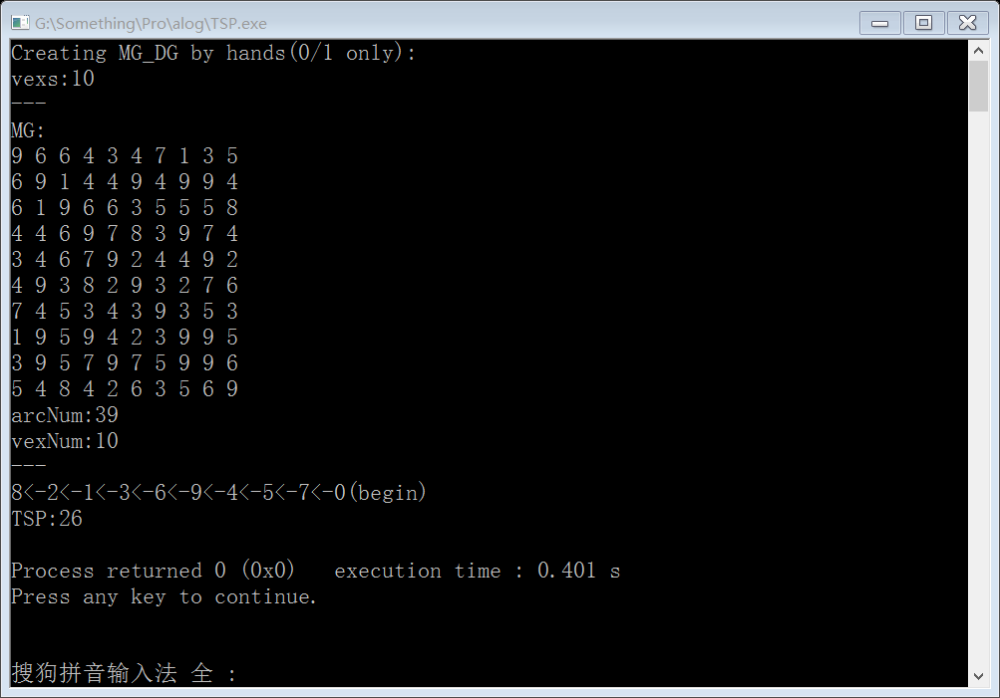 G:\Something\Pro\alog\TSP.exe
Creating MG_DG by hands(0/1 only):
vexs:10
---
MG:
9 6 6 4 3 4 7 1 3 5
6 9 1 4 4 9 4 9 9 4
6 1 9 6 6 3 5 5 5 8
4 4 6 9 7 8 3 9 7 4
3 4 6 7 9 2 4 4 9 2
4 9 3 8 2 9 3 2 7 6
7 4 5 3 4 3 9 3 5 3
1 9 5 9 4 2 3 9 9 5
3 9 5 7 9 7 5 9 9 6
5 4 8 4 2 6 3 5 6 9
arcNum:39
vexNum:10
---
8<-2<-1<-3<-6<-9<-4<-5<-7<-0(begin)
TSP:26
Process returned 0 (0x0)   execution time : 0.401 s
Press any key to continue.
搜狗拼音输入法 全 :